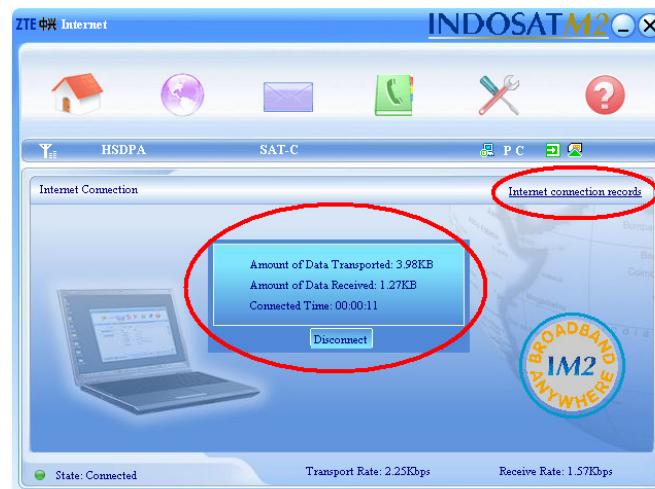 ZTE中兴 Internet
INDOSATM2
HSDPA SAT-C PC
Internet Connection Internet connection records
Amount of Data Transported: 3.98KB
Amount of Data Received: 1.27KB
Connected Time: 00:00:11
Disconnect
BROADBAND
IM2
ANYWHERE
State: Connected Transport Rate: 2.25Kbps Receive Rate: 1.57Kbps